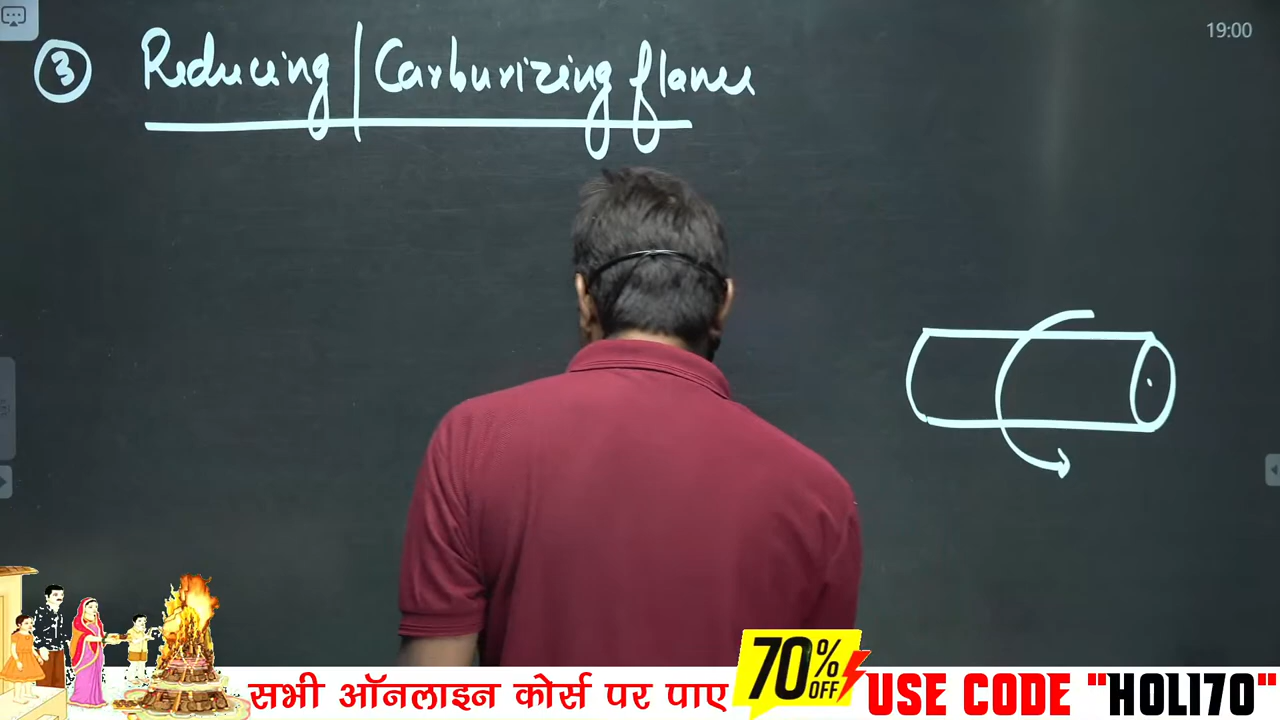 19:00
③ Reducing | Carburizing flame
सभी ऑनलाइन कोर्स पर पाए 70% OFF USE CODE "HOLI70"